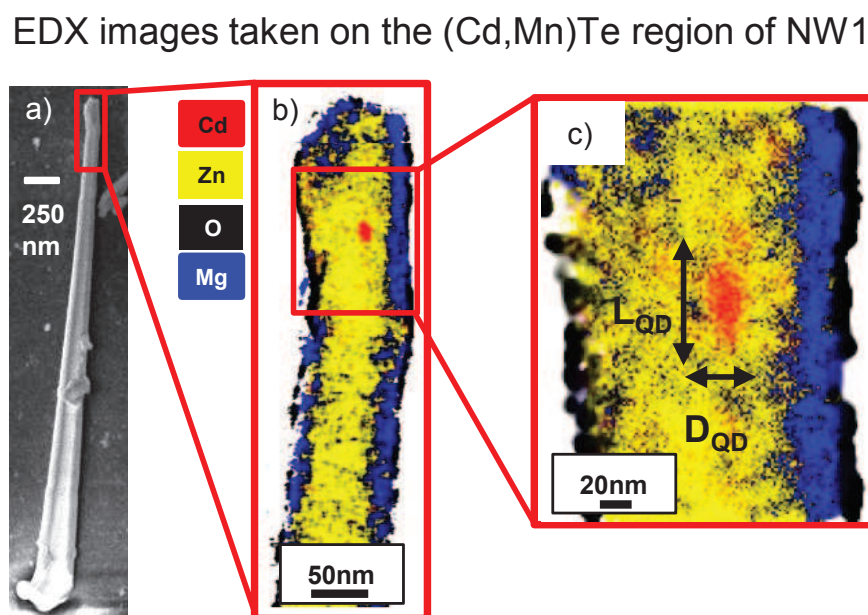 EDX images taken on the (Cd,Mn)Te region of NW1
a)
250
nm
Cd
Zn
O
Mg
b)
50nm
c)
L_QD
D_QD
20nm